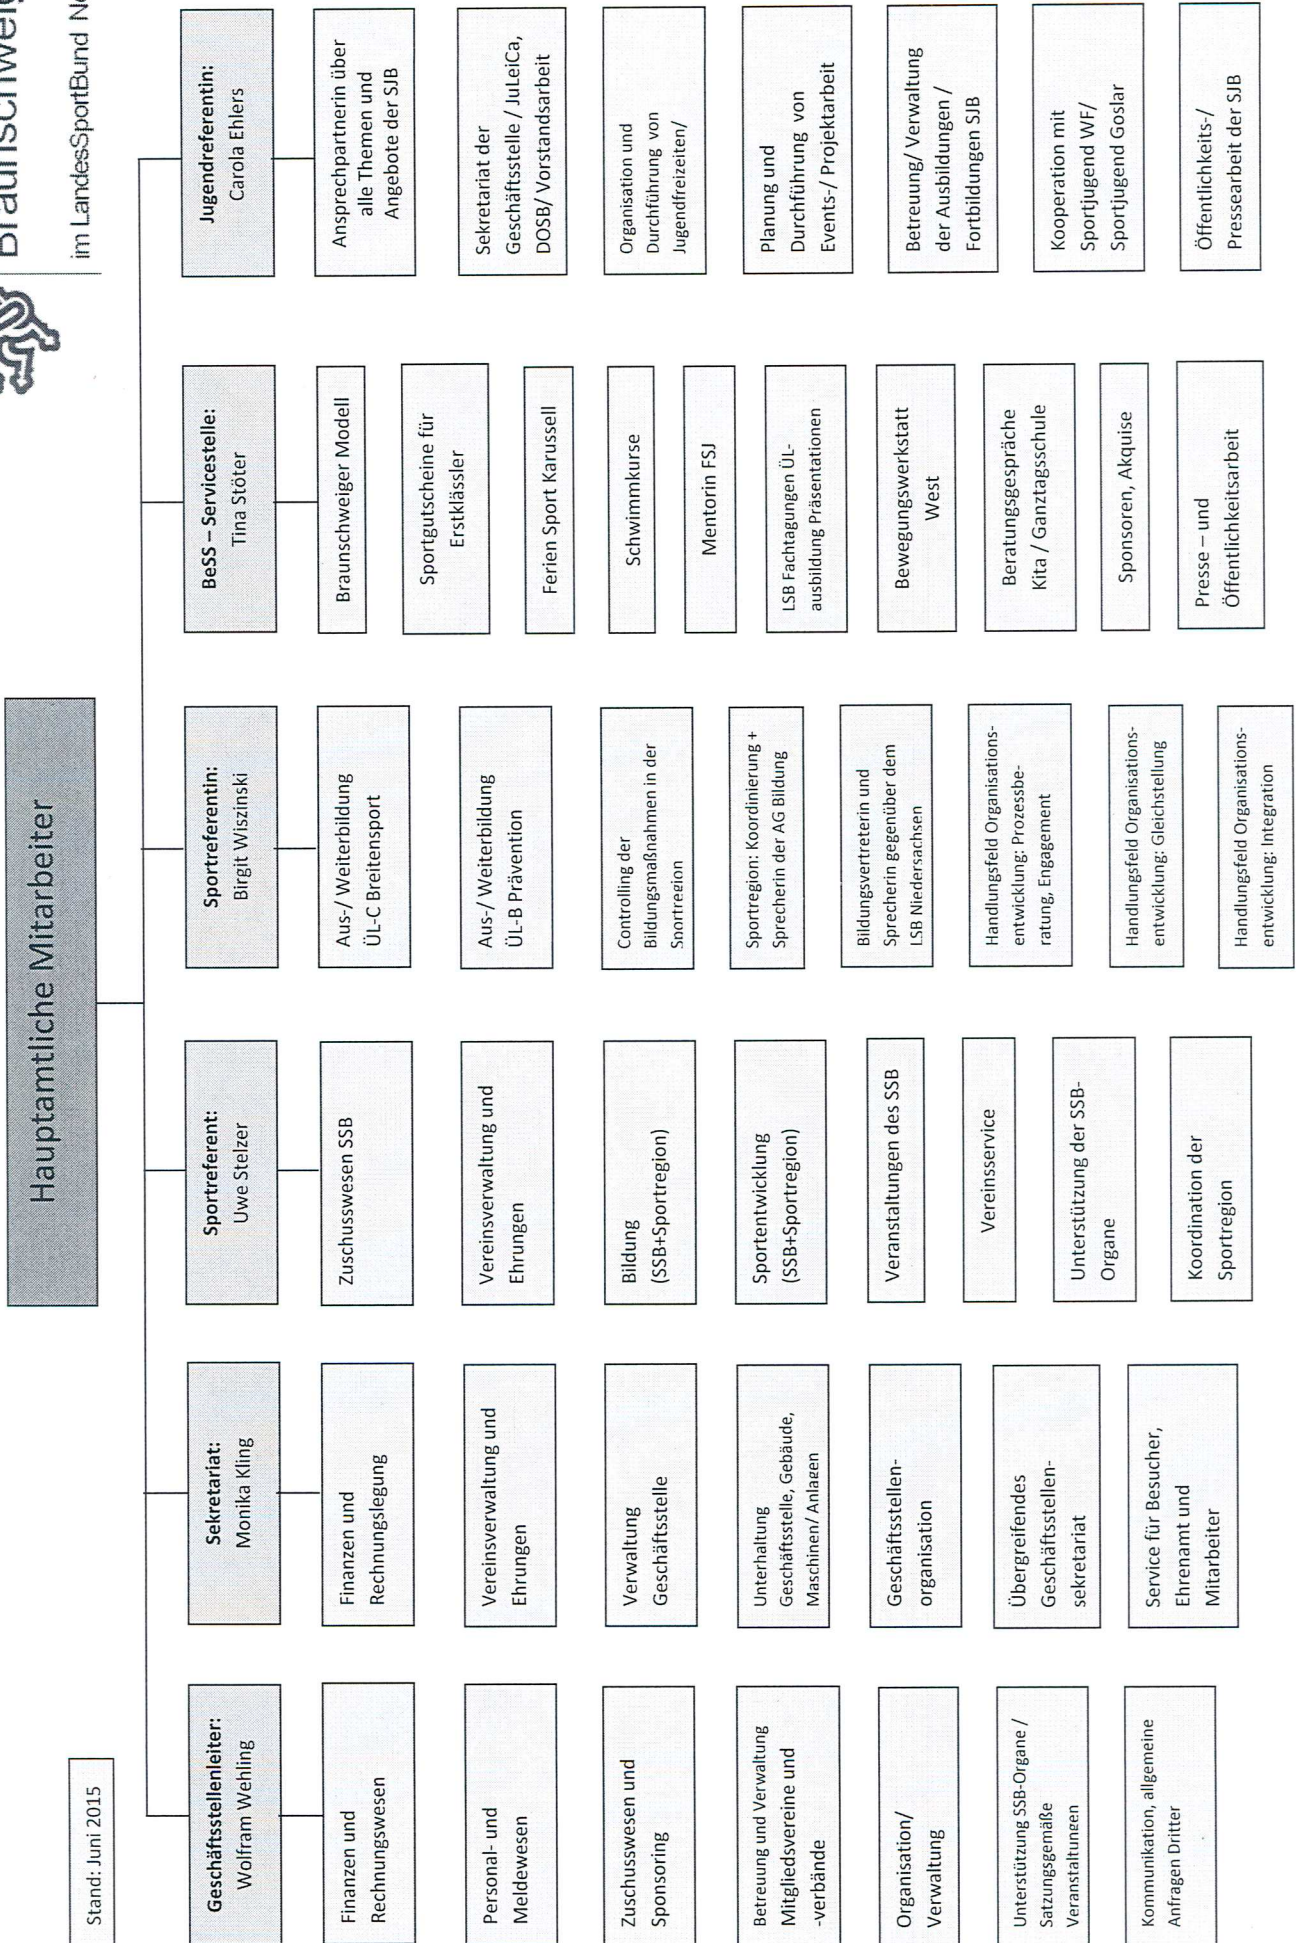 Stand: Juni 2015
im LandesSportBund
Hauptamtliche Mitarbeiter
Geschäftsstellenleiter:
Wolfram Wehling
Finanzen und
Rechnungswesen
Personal- und
Meldewesen
Zuschusswesen und
Sponsoring
Betreuung und Verwaltung
Mitgliedsvereine und
-verbände
Organisation/
Verwaltung
Unterstützung SSB-Organe /
Satzungsgemäße
Veranstaltungen
Kommunikation, allgemeine
Anfragen Dritter
Sekretariat:
Monika Kling
Finanzen und
Rechnungslegung
Vereinsverwaltung und
Ehrungen
Verwaltung
Geschäftsstelle
Unterhaltung
Geschäftsstelle, Gebäude,
Maschinen/ Anlagen
Geschäftsstellen-
organisation
Übergreifendes
Geschäftsstellen-
sekretariat
Service für Besucher,
Ehrenamt und
Mitarbeiter
Sportreferent:
Uwe Stelzer
Zuschusswesen SSB
Vereinsverwaltung und
Ehrungen
Bildung
(SSB+Sportregion)
Sportentwicklung
(SSB+Sportregion)
Veranstaltungen des SSB
Vereinsservice
Unterstützung der SSB-
Organe
Koordination der
Sportregion
Sportreferentin:
Birgit Wiszinski
Aus-/ Weiterbildung
ÜL-C Breitensport
Aus-/ Weiterbildung
ÜL-B Prävention
Controlling der
Bildungsmaßnahmen in der
Sportregion
Sportregion: Koordinierung +
Sprecherin der AG Bildung
Bildungsvertreterin und
Sprecherin gegenüber dem
LSB Niedersachsen
Handlungsfeld Organisations-
entwicklung: Prozessbe-
ratung, Engagement
Handlungsfeld Organisations-
entwicklung: Gleichstellung
Handlungsfeld Organisations-
entwicklung: Integration
BeSS – Servicestelle:
Tina Stöter
Braunschweiger Modell
Sportgutscheine für
Erstklässler
Ferien Sport Karussell
Schwimmkurse
Mentorin FSJ
LSB Fachtagungen ÜL-
ausbildung Präsentationen
Bewegungswerkstatt
West
Beratungsgespräche
Kita / Ganztagsschule
Sponsoren, Akquise
Presse – und
Öffentlichkeitsarbeit
Jugendreferentin:
Carola Ehlers
Ansprechpartnerin über
alle Themen und
Angebote der SJB
Sekretariat der
Geschäftsstelle / JuLeiCa,
DOSB/ Vorstandsarbeit
Organisation und
Durchführung von
Jugendfreizeiten/
Planung und
Durchführung von
Events-/ Projektarbeit
Betreuung/ Verwaltung
der Ausbildungen /
Fortbildungen SJB
Kooperation mit
Sportjugend WF/
Sportjugend Goslar
Öffentlichkeits-/
Pressearbeit der SJB